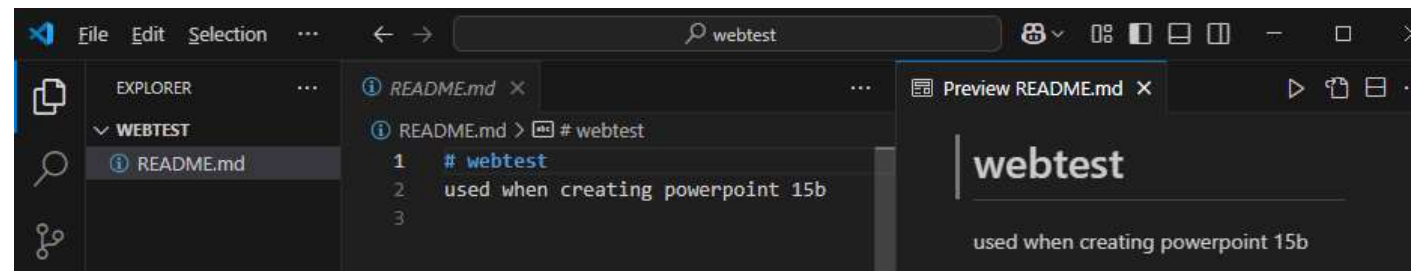 File Edit Selection ··· webtest
EXPLORER ···
WEBTEST
README.md
README.md ···
README.md > abc # webtest
1 # webtest
2 used when creating powerpoint 15b
3
Preview README.md
webtest
used when creating powerpoint 15b